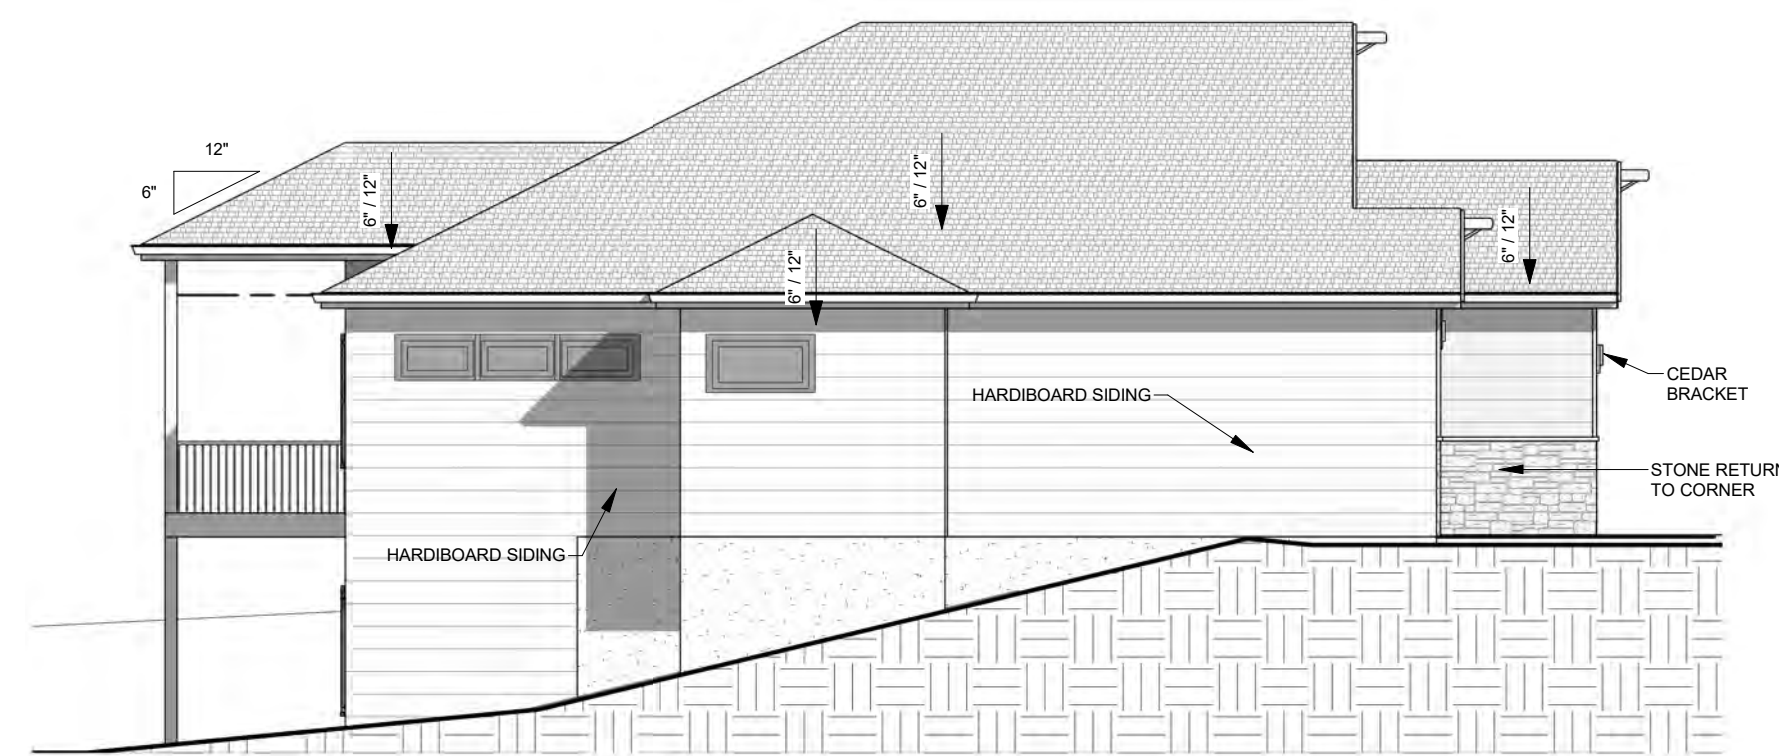 12"
6"
6" / 12"
6" / 12"
6" / 12"
6" / 12"
HARDIBOARD SIDING
CEDAR
BRACKET
STONE RETURN
TO CORNER
HARDIBOARD SIDING